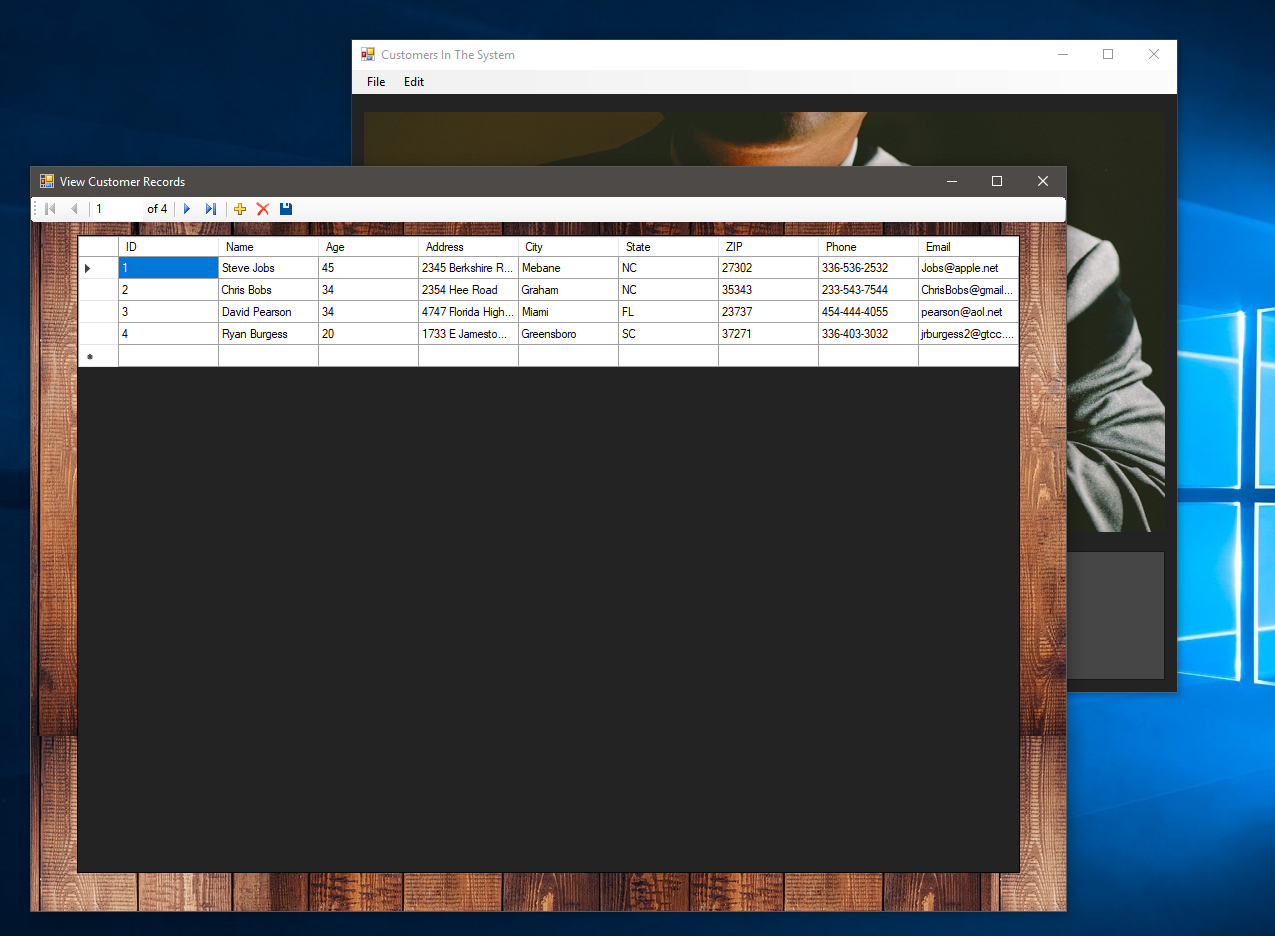 Customers In The System
File Edit
View Customer Records
1 of 4
ID Name Age Address City State ZIP Phone Email
1 Steve Jobs 45 2345 Berkshire R... Mebane NC 27302 336-536-2532 Jobs@apple.net
2 Chris Bobs 34 2354 Hee Road Graham NC 35343 233-543-7544 ChrisBobs@gmail...
3 David Pearson 34 4747 Florida High... Miami FL 23737 454-444-4055 pearson@aol.net
4 Ryan Burgess 20 1733 E Jamesto... Greensboro SC 37271 336-403-3032 jrburgess2@gtcc....